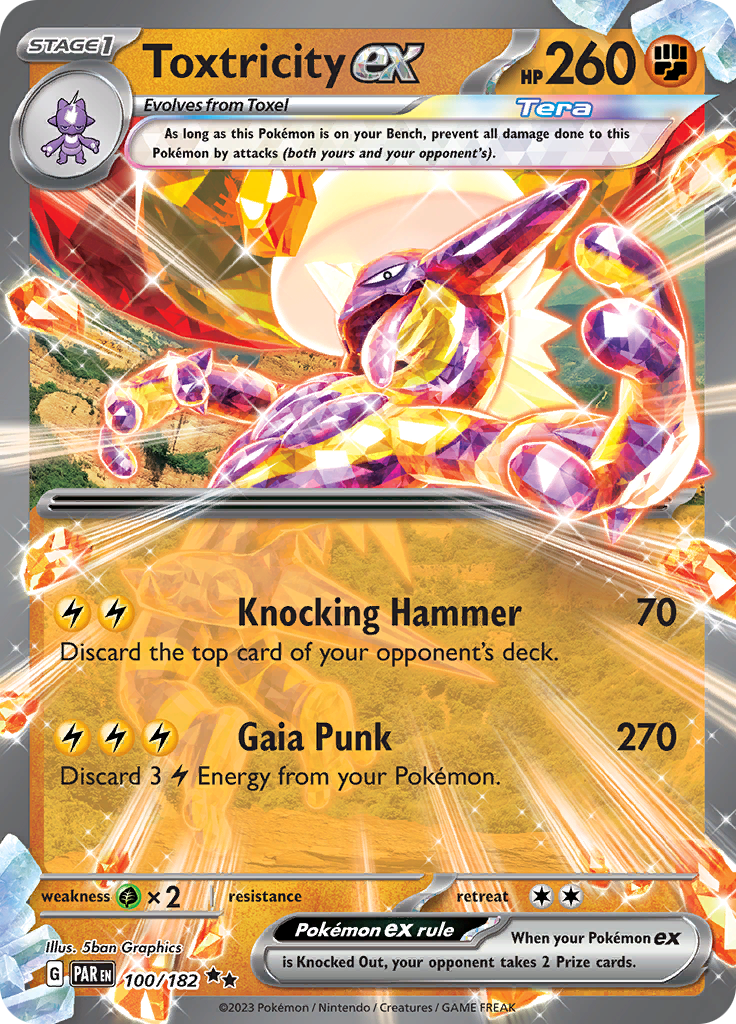 STAGE1
Toxtricity ex
HP 260
Evolves from Toxel
Tera
As long as this Pokémon is on your Bench, prevent all damage done to this
Pokémon by attacks (both yours and your opponent's).
Knocking Hammer 70
Discard the top card of your opponent's deck.
Gaia Punk 270
Discard 3 Energy from your Pokémon.
weakness ×2 resistance retreat
Illus. 5ban Graphics
Pokémon ex rule
When your Pokémon ex
is Knocked Out, your opponent takes 2 Prize cards.
G PAR EN 100/182
©2023 Pokémon / Nintendo / Creatures / GAME FREAK